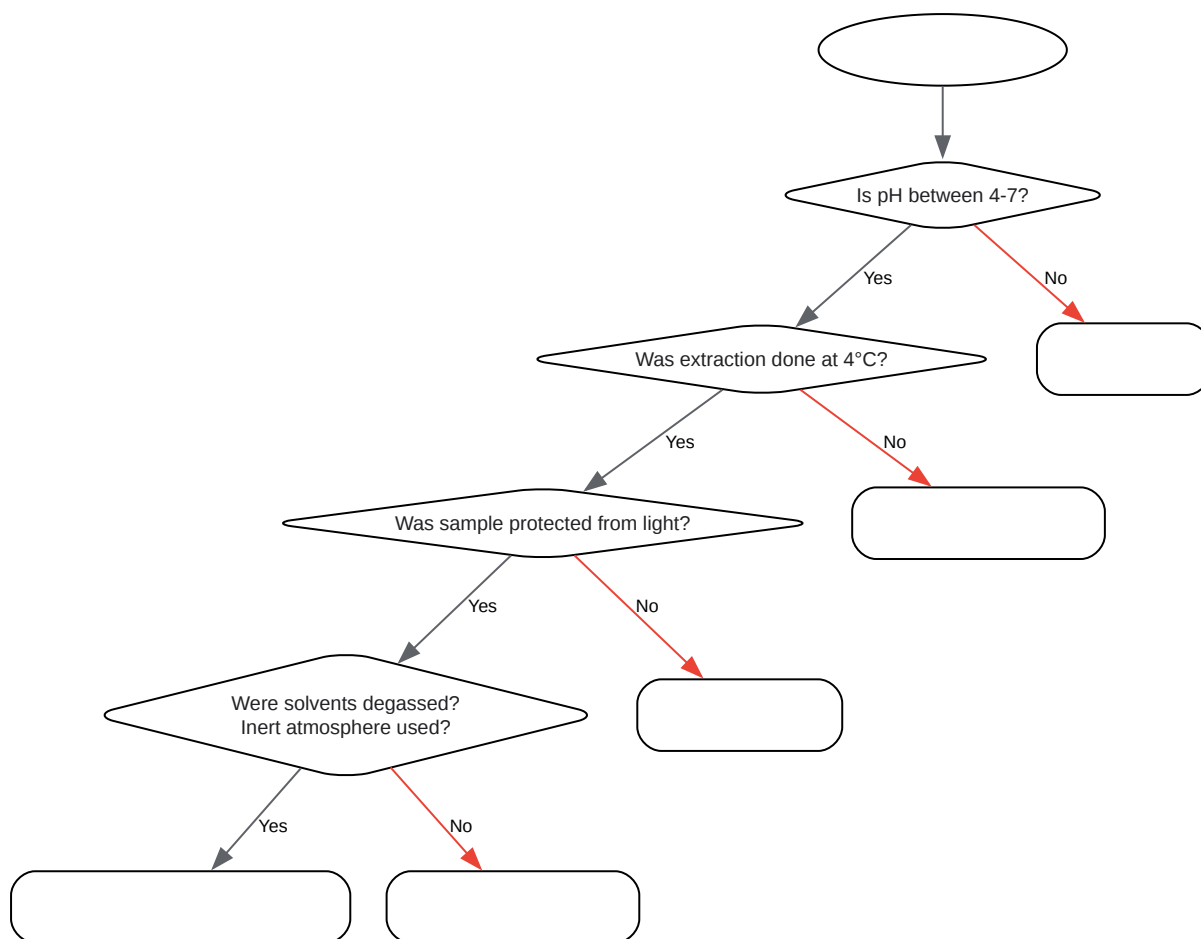 Is pH between 4-7?
Yes
No
Was extraction done at 4°C?
Yes
No
Was sample protected from light?
Yes
No
Were solvents degassed?
Inert atmosphere used?
Yes
No